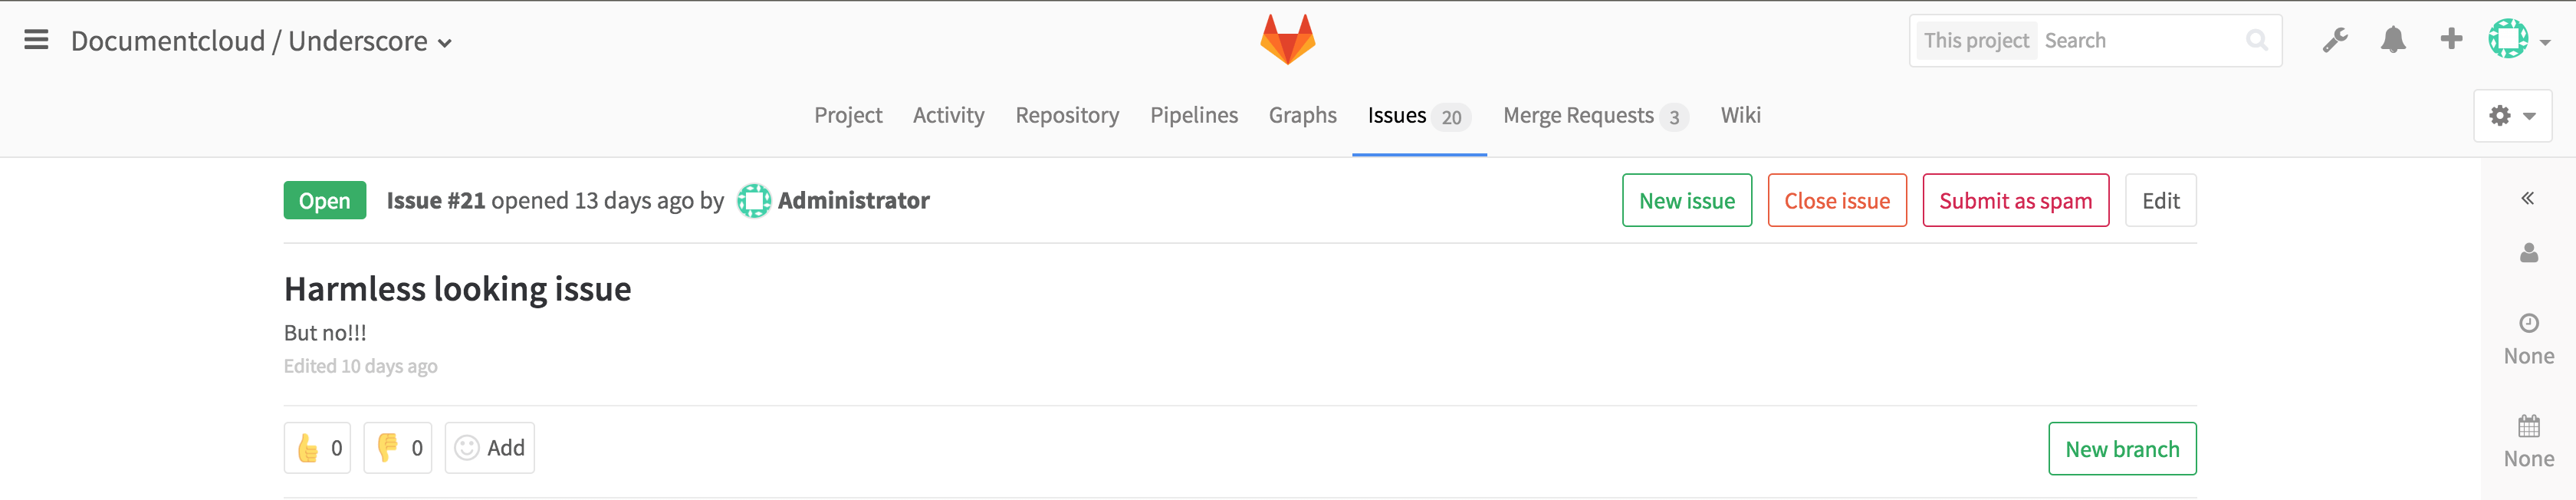 Documentcloud / Underscore
This project Search
Project Activity Repository Pipelines Graphs Issues 20 Merge Requests 3 Wiki
Open Issue #21 opened 13 days ago by Administrator New issue Close issue Submit as spam Edit
Harmless looking issue
But no!!!
Edited 10 days ago
None
0 0 Add New branch
None